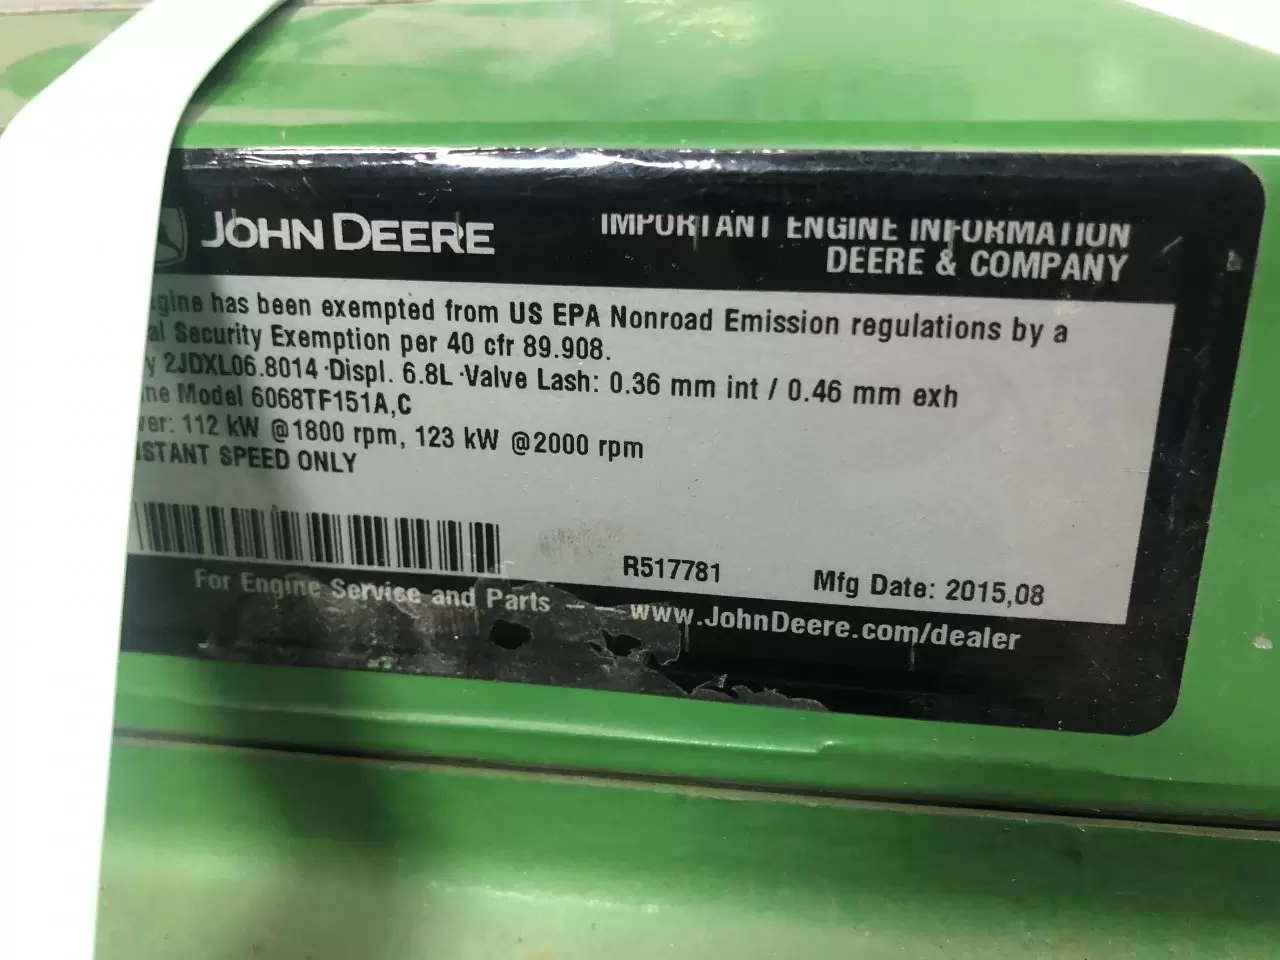 JOHN DEERE
IMPORTANT ENGINE INFORMATION
DEERE & COMPANY
gine has been exempted from US EPA Nonroad Emission regulations by a
al Security Exemption per 40 cfr 89.908.
y 2JDXL06.8014 ·Displ. 6.8L ·Valve Lash: 0.36 mm int / 0.46 mm exh
ne Model 6068TF151A,C
er: 112 kW @1800 rpm, 123 kW @2000 rpm
STANT SPEED ONLY
R517781
Mfg Date: 2015,08
For Engine Service and Parts — — www.JohnDeere.com/dealer